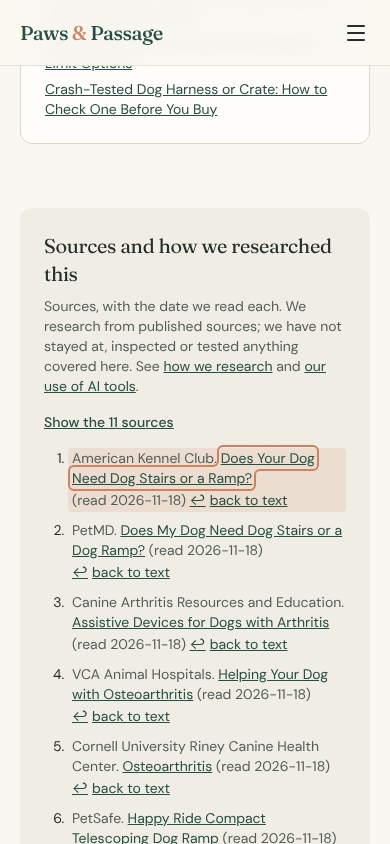 Paws & Passage
Limit Options
Crash-Tested Dog Harness or Crate: How to
Check One Before You Buy
Sources and how we researched
this
Sources, with the date we read each. We
research from published sources; we have not
stayed at, inspected or tested anything
covered here. See how we research and our
use of AI tools.
Show the 11 sources
1. American Kennel Club. Does Your Dog
Need Dog Stairs or a Ramp?
(read 2026-11-18) ↩ back to text
2. PetMD. Does My Dog Need Dog Stairs or a
Dog Ramp? (read 2026-11-18)
↩ back to text
3. Canine Arthritis Resources and Education.
Assistive Devices for Dogs with Arthritis
(read 2026-11-18) ↩ back to text
4. VCA Animal Hospitals. Helping Your Dog
with Osteoarthritis (read 2026-11-18)
↩ back to text
5. Cornell University Riney Canine Health
Center. Osteoarthritis (read 2026-11-18)
↩ back to text
6. PetSafe. Happy Ride Compact
Telescoping Dog Ramp (read 2026-11-18)